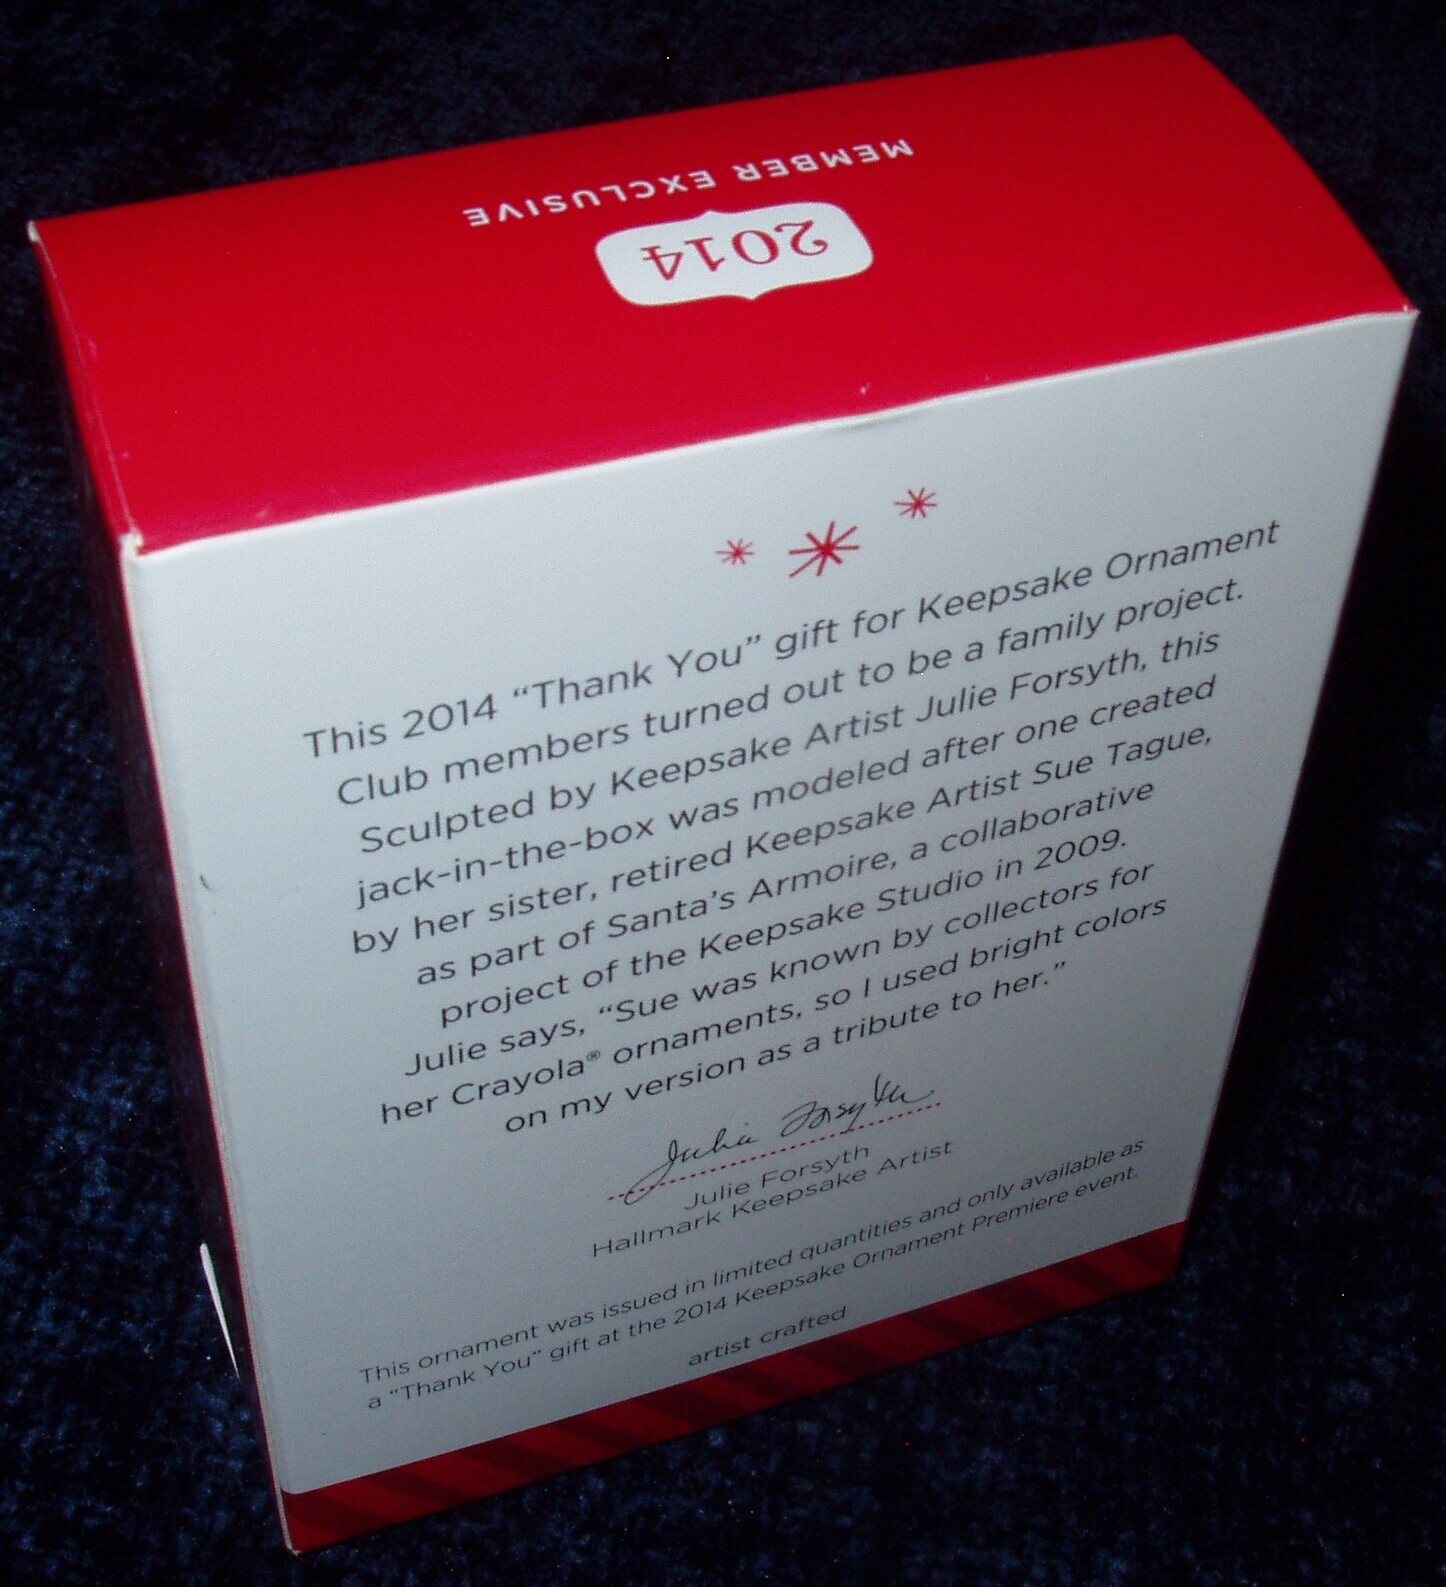 MEMBER EXCLUSIVE
2014
This 2014 “Thank You” gift for Keepsake Ornament
Club members turned out to be a family project.
Sculpted by Keepsake Artist Julie Forsyth, this
jack-in-the-box was modeled after one created
by her sister, retired Keepsake Artist Sue Tague,
as part of Santa’s Armoire, a collaborative
project of the Keepsake Studio in 2009.
Julie says, “Sue was known by collectors for
her Crayola® ornaments, so I used bright colors
on my version as a tribute to her.”
Julie Forsyth
Julie Forsyth
Hallmark Keepsake Artist
This ornament was issued in limited quantities and only available as
a “Thank You” gift at the 2014 Keepsake Ornament Premiere event.
artist crafted